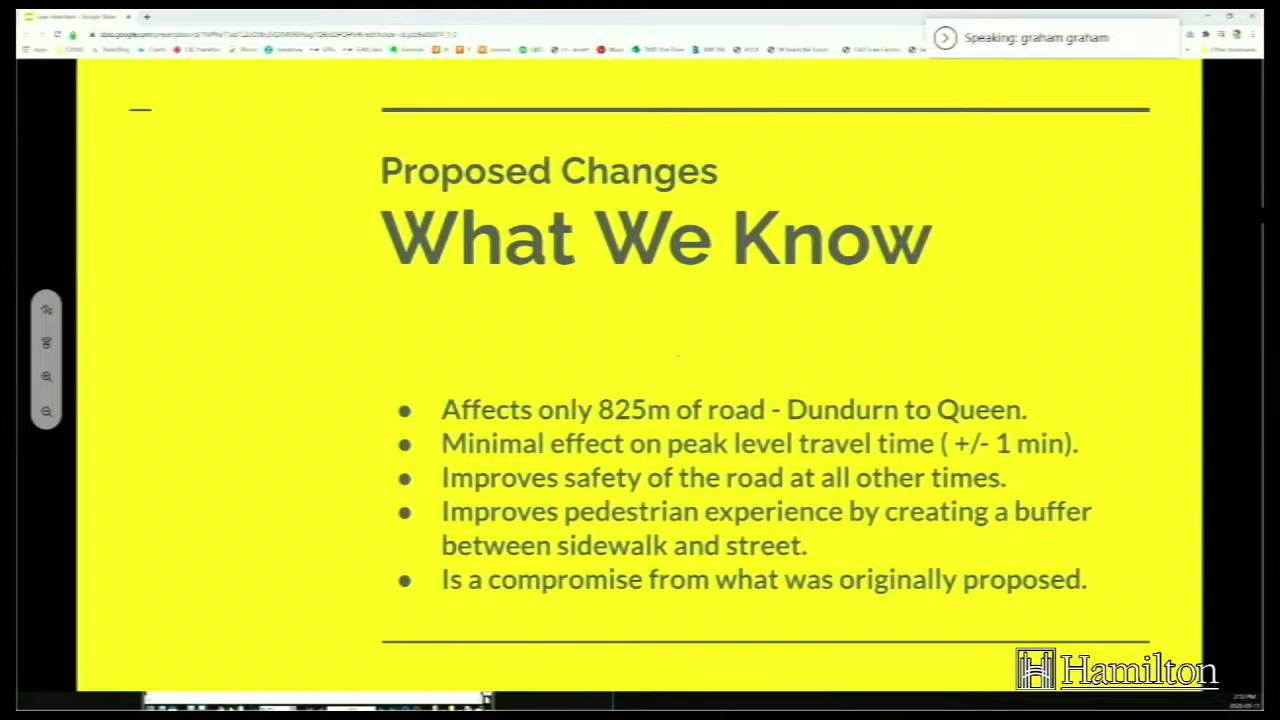 Speaking: graham graham
Proposed Changes
What We Know
● Affects only 825m of road - Dundurn to Queen.
● Minimal effect on peak level travel time ( +/- 1 min).
● Improves safety of the road at all other times.
● Improves pedestrian experience by creating a buffer
between sidewalk and street.
● Is a compromise from what was originally proposed.
Hamilton